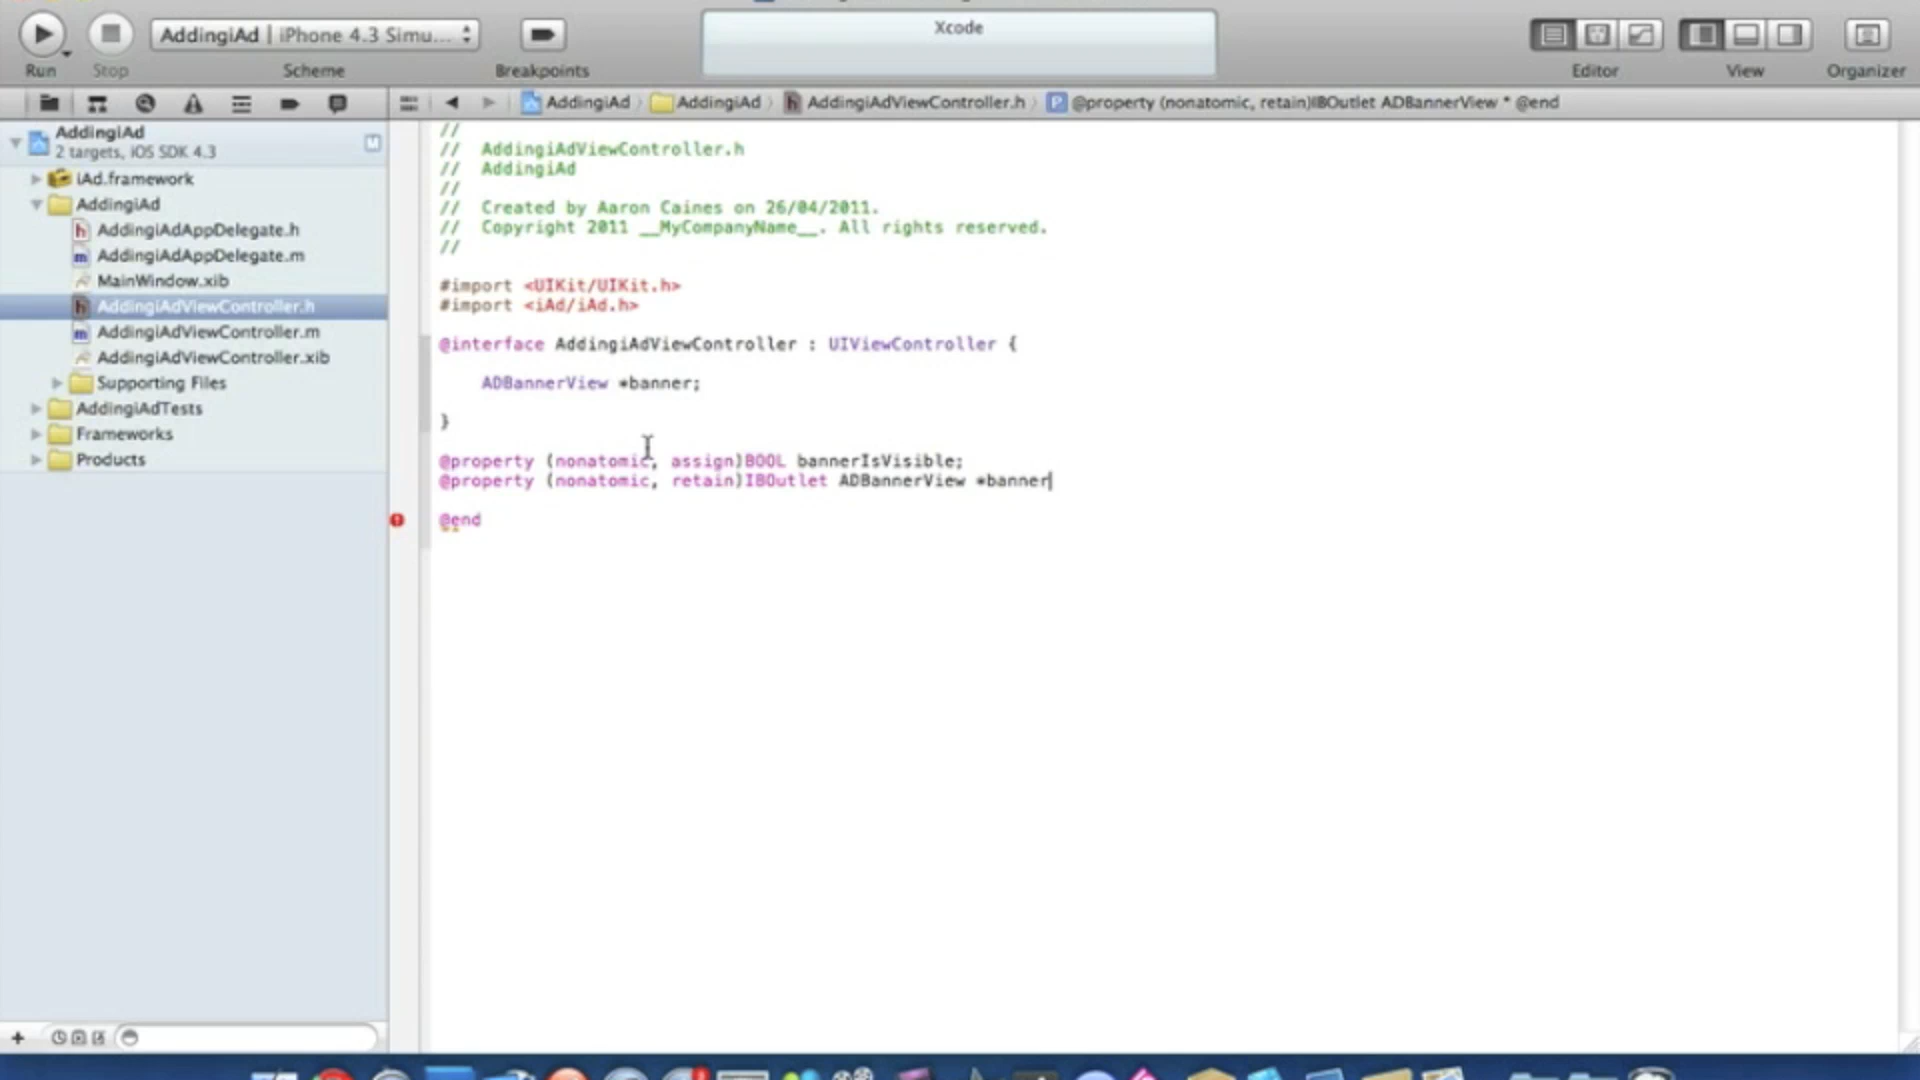 Xcode
AddingiAd | iPhone 4.3 Simu...
Run
Stop
Scheme
Breakpoints
Editor
View
Organizer
AddingiAd
AddingiAd
AddingiAdViewController.h
P
@property (nonatomic, retain)IBOutlet ADBannerView * @end
AddingiAd
2 targets, iOS SDK 4.3
M
iAd.framework
AddingiAd
h AddingiAdAppDelegate.h
m AddingiAdAppDelegate.m
MainWindow.xib
h AddingiAdViewController.h
m AddingiAdViewController.m
AddingiAdViewController.xib
Supporting Files
AddingiAdTests
Frameworks
Products
//
// AddingiAdViewController.h
// AddingiAd
//
// Created by Aaron Caines on 26/04/2011.
// Copyright 2011 __MyCompanyName__. All rights reserved.
//
#import <UIKit/UIKit.h>
#import <iAd/iAd.h>
@interface AddingiAdViewController : UIViewController {
ADBannerView *banner;
}
@property (nonatomic, assign)BOOL bannerIsVisible;
@property (nonatomic, retain)IBOutlet ADBannerView *banner
@end